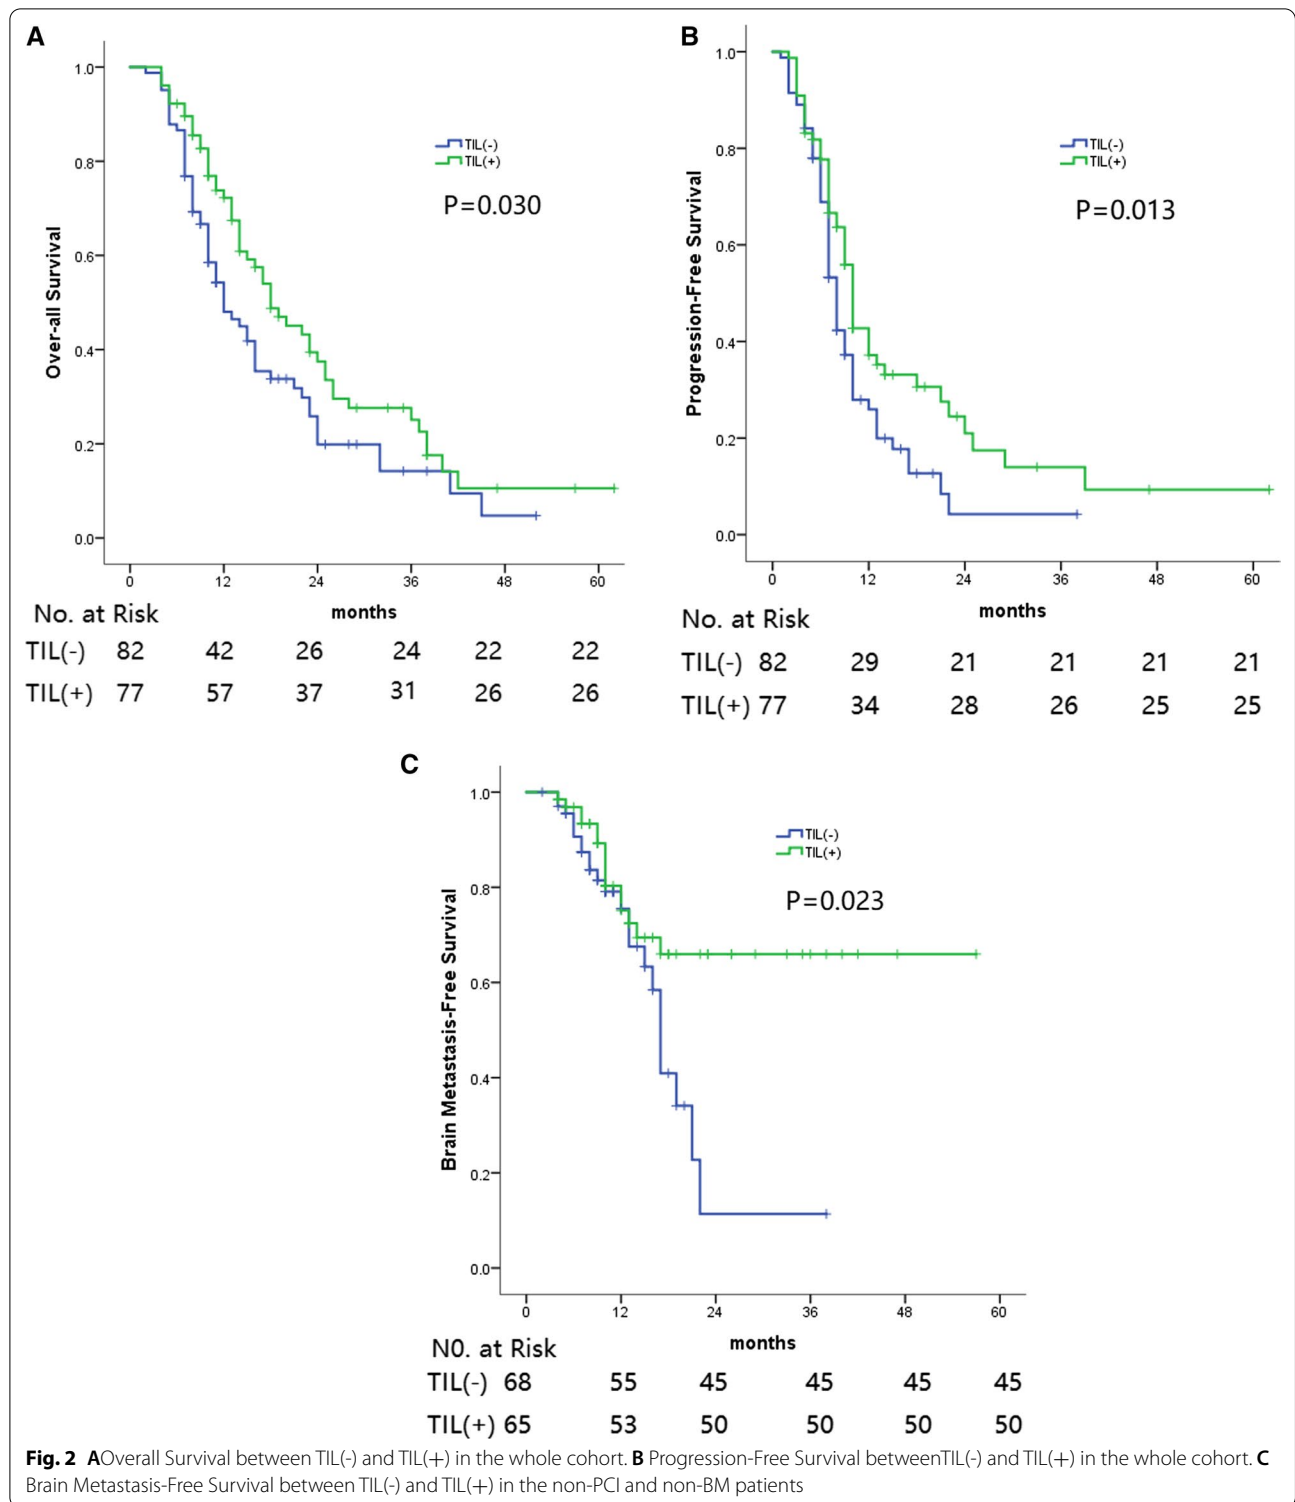 A
1.0
0.8
0.6
0.4
0.2
0.0
Over-all Survival
TIL(-)
TIL(+)
P=0.030
0 12 24 36 48 60
months
No. at Risk
TIL(-) 82 42 26 24 22 22
TIL(+) 77 57 37 31 26 26
B
1.0
0.8
0.6
0.4
0.2
0.0
Progression-Free Survival
TIL(-)
TIL(+)
P=0.013
0 12 24 36 48 60
months
No. at Risk
TIL(-) 82 29 21 21 21 21
TIL(+) 77 34 28 26 25 25
C
1.0
0.8
0.6
0.4
0.2
0.0
Brain Metastasis-Free Survival
TIL(-)
TIL(+)
P=0.023
0 12 24 36 48 60
months
N0. at Risk
TIL(-) 68 55 45 45 45 45
TIL(+) 65 53 50 50 50 50
Fig. 2 AOverall Survival between TIL(-) and TIL(+) in the whole cohort. B Progression-Free Survival betweenTIL(-) and TIL(+) in the whole cohort. C
Brain Metastasis-Free Survival between TIL(-) and TIL(+) in the non-PCI and non-BM patients